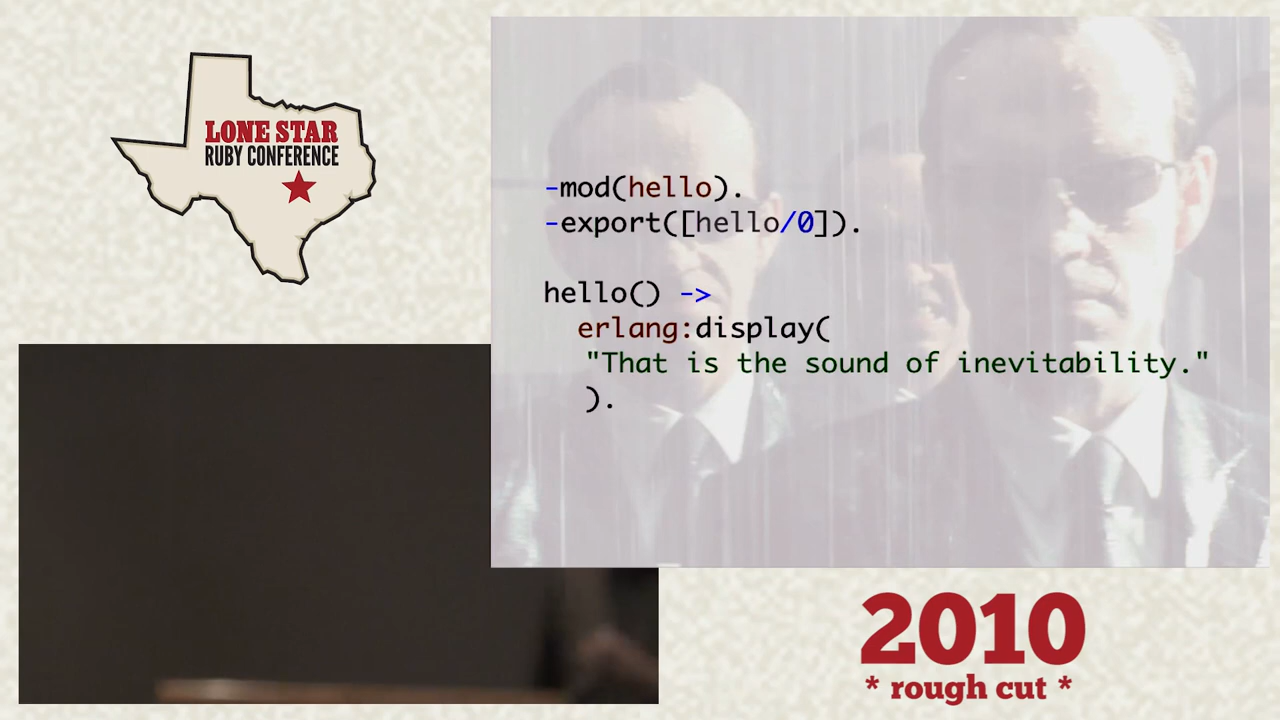 LONE STAR
RUBY CONFERENCE
-mod(hello).
-export([hello/0]).
hello() ->
erlang:display(
"That is the sound of inevitability."
).
2010
* rough cut *